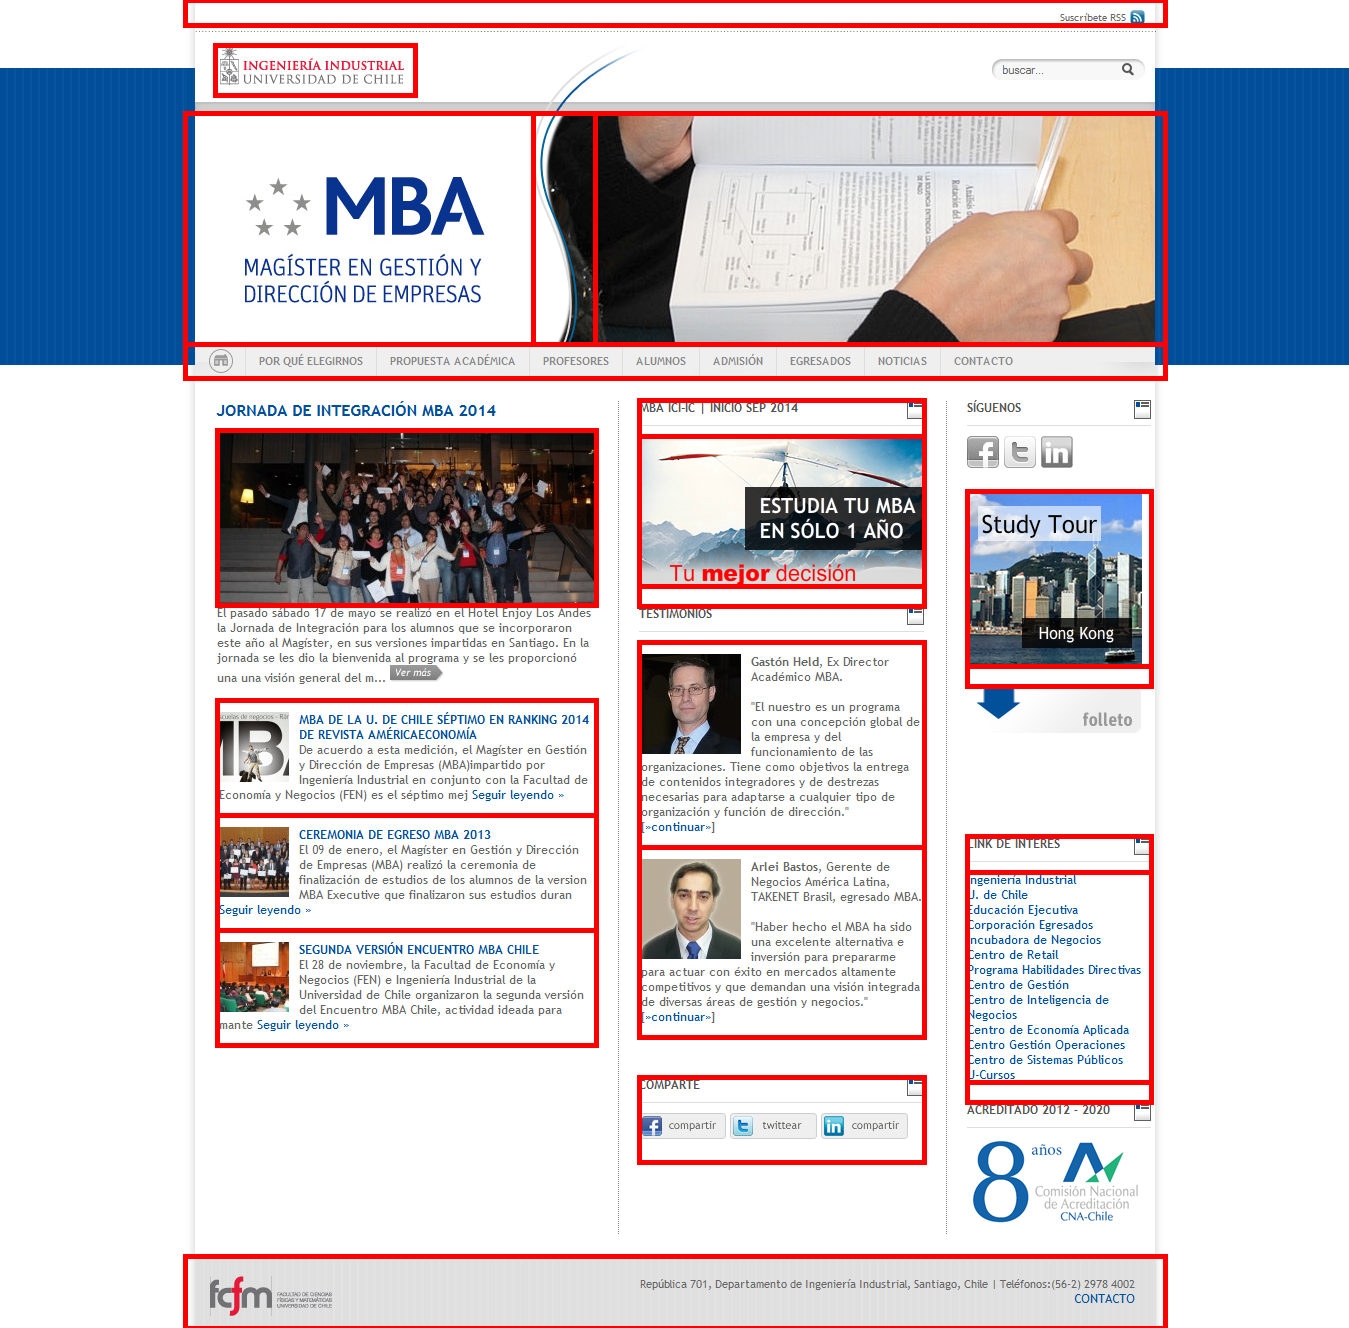 Suscríbete RSS
INGENIERÍA INDUSTRIAL
UNIVERSIDAD DE CHILE
buscar...
MBA
MAGÍSTER EN GESTIÓN Y
DIRECCIÓN DE EMPRESAS
POR QUÉ ELEGIRNOS
PROPUESTA ACADÉMICA
PROFESORES
ALUMNOS
ADMISIÓN
EGRESADOS
NOTICIAS
CONTACTO
JORNADA DE INTEGRACIÓN MBA 2014
El pasado sábado 17 de mayo se realizó en el Hotel Enjoy Los Andes
la Jornada de Integración para los alumnos que se incorporaron
este año al Magíster, en sus versiones impartidas en Santiago. En la
jornada se les dio la bienvenida al programa y se les proporcionó
una una visión general del m... Ver más
MBA DE LA U. DE CHILE SÉPTIMO EN RANKING 2014
DE REVISTA AMÉRICAECONOMÍA
De acuerdo a esta medición, el Magíster en Gestión
y Dirección de Empresas (MBA)impartido por
Ingeniería Industrial en conjunto con la Facultad de
Economía y Negocios (FEN) es el séptimo mej Seguir leyendo »
CEREMONIA DE EGRESO MBA 2013
El 09 de enero, el Magíster en Gestión y Dirección
de Empresas (MBA) realizó la ceremonia de
finalización de estudios de los alumnos de la version
MBA Executive que finalizaron sus estudios duran
Seguir leyendo »
SEGUNDA VERSIÓN ENCUENTRO MBA CHILE
El 28 de noviembre, la Facultad de Economía y
Negocios (FEN) e Ingeniería Industrial de la
Universidad de Chile organizaron la segunda versión
del Encuentro MBA Chile, actividad ideada para
mante Seguir leyendo »
MBA ICI-IC | INICIO SEP 2014
ESTUDIA TU MBA
EN SÓLO 1 AÑO
Tu mejor decisión
TESTIMONIOS
Gastón Held, Ex Director
Académico MBA.
"El nuestro es un programa
con una concepción global de
la empresa y del
funcionamiento de las
organizaciones. Tiene como objetivos la entrega
de contenidos integradores y de destrezas
necesarias para adaptarse a cualquier tipo de
organización y función de dirección."
[»continuar»]
Arlei Bastos, Gerente de
Negocios América Latina,
TAKENET Brasil, egresado MBA.
"Haber hecho el MBA ha sido
una excelente alternativa e
inversión para prepararme
para actuar con éxito en mercados altamente
competitivos y que demandan una visión integrada
de diversas áreas de gestión y negocios."
[»continuar»]
COMPARTE
compartir
twittear
compartir
SÍGUENOS
Study Tour
Hong Kong
folleto
LINK DE INTERÉS
Ingeniería Industrial
U. de Chile
Educación Ejecutiva
Corporación Egresados
Incubadora de Negocios
Centro de Retail
Programa Habilidades Directivas
Centro de Gestión
Centro de Inteligencia de
Negocios
Centro de Economía Aplicada
Centro Gestión Operaciones
Centro de Sistemas Públicos
U-Cursos
ACREDITADO 2012 - 2020
8 años
Comisión Nacional
de Acreditación
CNA-Chile
fcfm
FACULTAD DE CIENCIAS
FÍSICAS Y MATEMÁTICAS
UNIVERSIDAD DE CHILE
República 701, Departamento de Ingeniería Industrial, Santiago, Chile | Teléfonos:(56-2) 2978 4002
CONTACTO